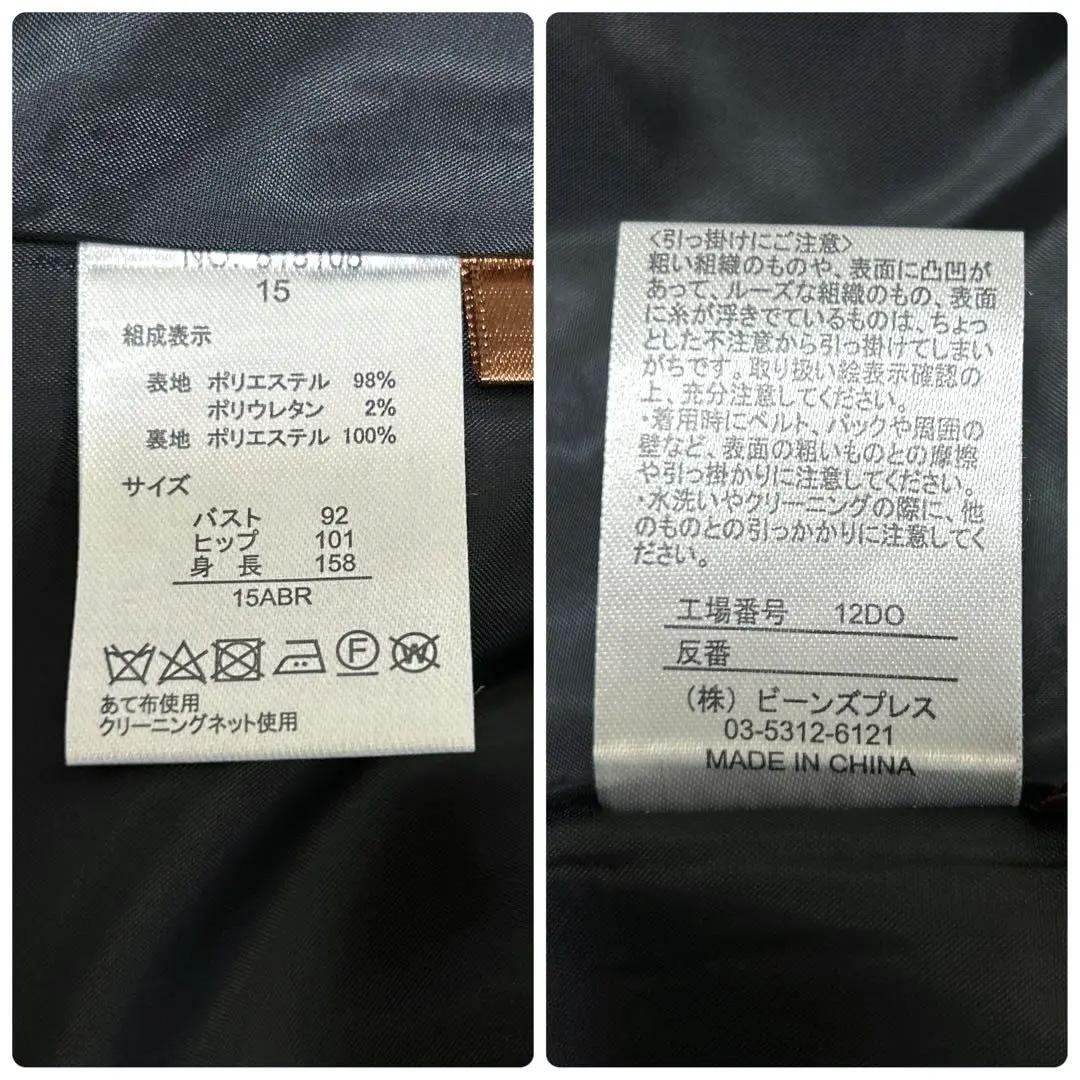 15
組成表示
表地 ポリエステル 98%
ポリウレタン 2%
裏地 ポリエステル 100%
サイズ
バスト 92
ヒップ 101
身長 158
15ABR
F
W
あて布使用
クリーニングネット使用
〈引っ掛けにご注意〉
粗い組織のものや、表面に凸凹が
あって、ルーズな組織のもの、表面
に糸が浮きでているものは、ちょっ
とした不注意から引っ掛けてしまい
がちです。取り扱い絵表示確認の
上、充分注意してください。
・着用時にベルト、バックや周囲の
壁など、表面の粗いものとの摩擦
や引っ掛かりに注意してください。
・水洗いやクリーニングの際に、他
のものとの引っかかりに注意してく
ださい。
工場番号 12DO
反番
(株) ビーンズプレス
03-5312-6121
MADE IN CHINA